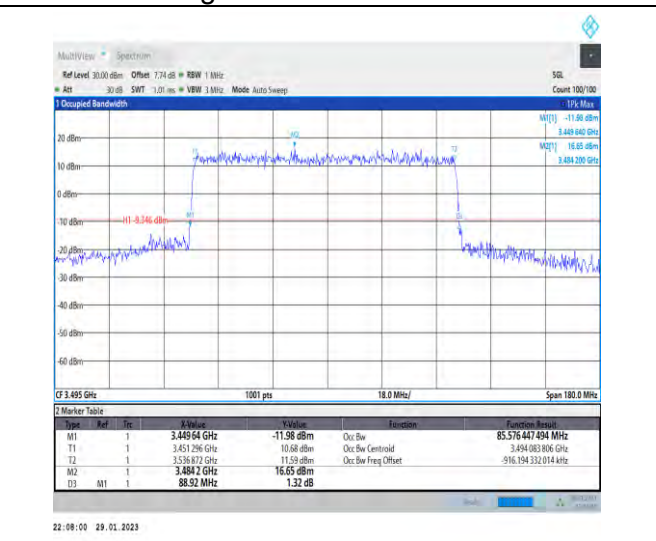 MultiView Spectrum
Ref Level 30.00 dBm Offset 7.74 dB RBW 1 MHz SGL
Att 30 dB SWT 1.01 ms VBW 3 MHz Mode Auto Sweep Count 100/100
1 Occupied Bandwidth 1Pk Max
M1[1] -11.98 dBm
3.449 640 GHz
M2[1] 16.65 dBm
3.484 200 GHz
20 dBm
M2
T1 T2
10 dBm
0 dBm
M1
-10 dBm
-20 dBm
-30 dBm
-40 dBm
-50 dBm
-60 dBm
CF 3.495 GHz 1001 pts 18.0 MHz/ Span 180.0 MHz
2 Marker Table
Type Ref Trc X-Value Y-Value Function Function Result
M1 1 3.449 64 GHz -11.98 dBm Occ Bw 85.576 447 494 MHz
T1 1 3.451 296 GHz 10.68 dBm Occ Bw Centroid 3.494 083 806 GHz
T2 1 3.536 872 GHz 11.59 dBm Occ Bw Freq Offset -916.194 332 014 kHz
M2 1 3.484 2 GHz 16.65 dBm
D3 M1 1 88.92 MHz 1.32 dB
22:08:00 29.01.2023